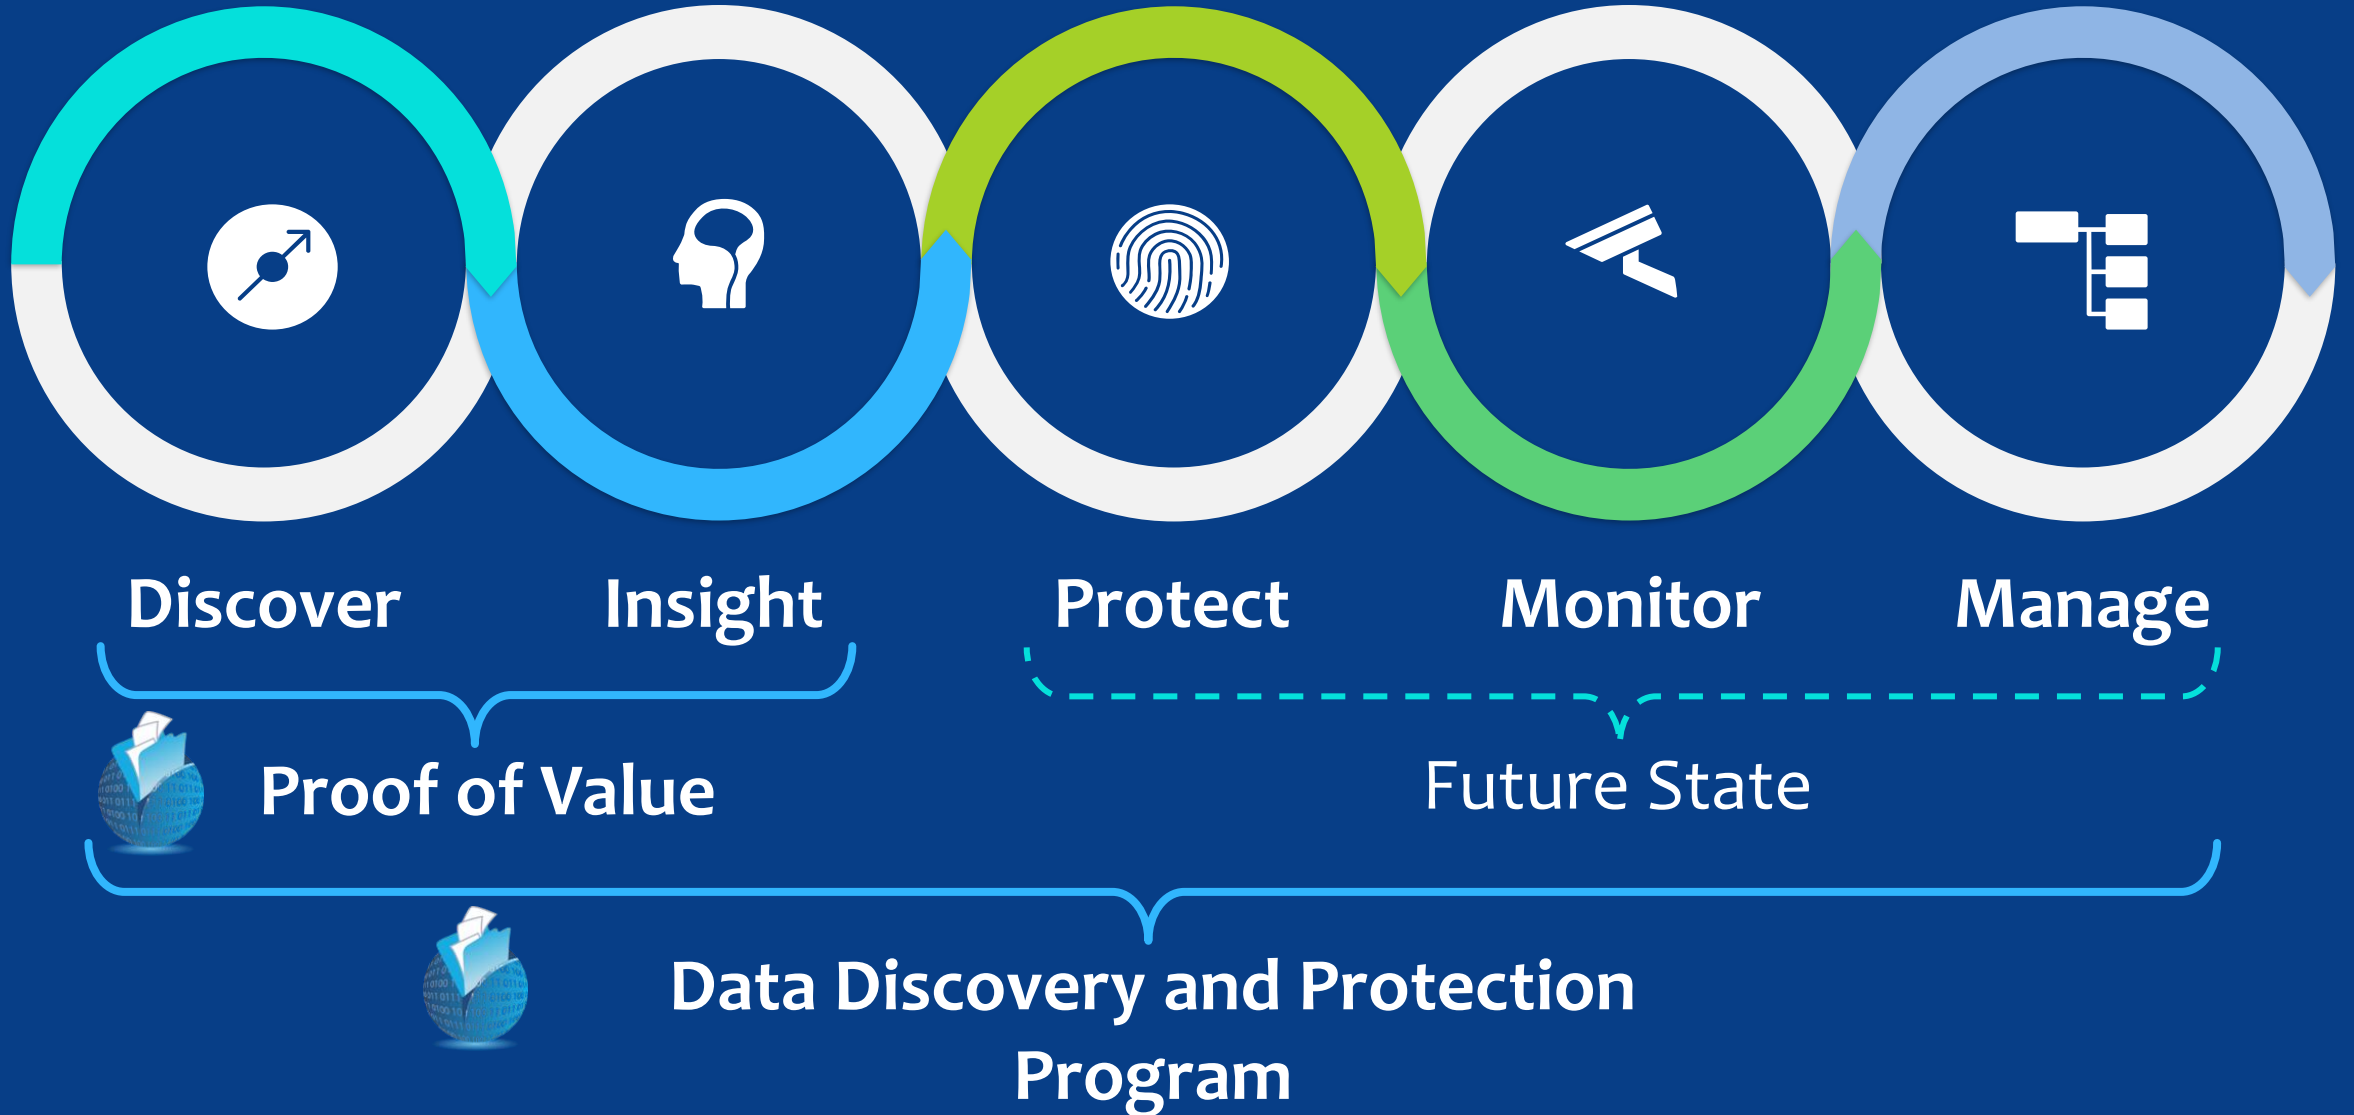 Discover Insight Protect Monitor Manage
Proof of Value
Future State
Data Discovery and Protection
Program